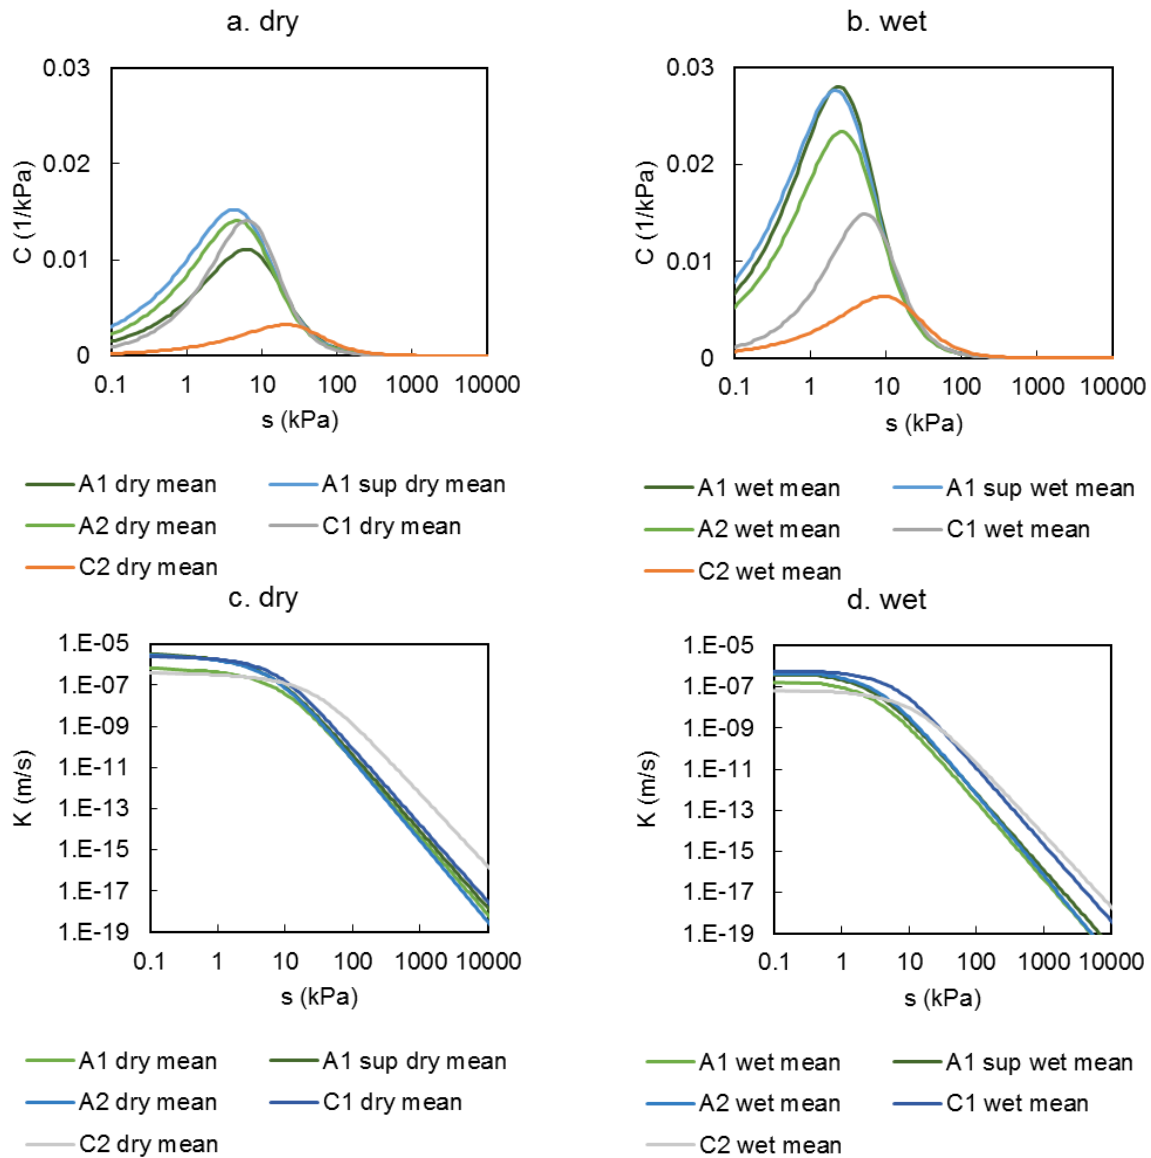 a. dry
0.03
0.02
0.01
0
C (1/kPa)
0.1 1 10 100 1000 10000
s (kPa)
A1 dry mean A1 sup dry mean
A2 dry mean C1 dry mean
C2 dry mean
b. wet
0.03
0.02
0.01
0
C (1/kPa)
0.1 1 10 100 1000 10000
s (kPa)
A1 wet mean A1 sup wet mean
A2 wet mean C1 wet mean
C2 wet mean
c. dry
1.E-05
1.E-07
1.E-09
1.E-11
1.E-13
1.E-15
1.E-17
1.E-19
K (m/s)
0.1 1 10 100 1000 10000
s (kPa)
A1 dry mean A1 sup dry mean
A2 dry mean C1 dry mean
C2 dry mean
d. wet
1.E-05
1.E-07
1.E-09
1.E-11
1.E-13
1.E-15
1.E-17
1.E-19
K (m/s)
0.1 1 10 100 1000 10000
s (kPa)
A1 wet mean A1 sup wet mean
A2 wet mean C1 wet mean
C2 wet mean